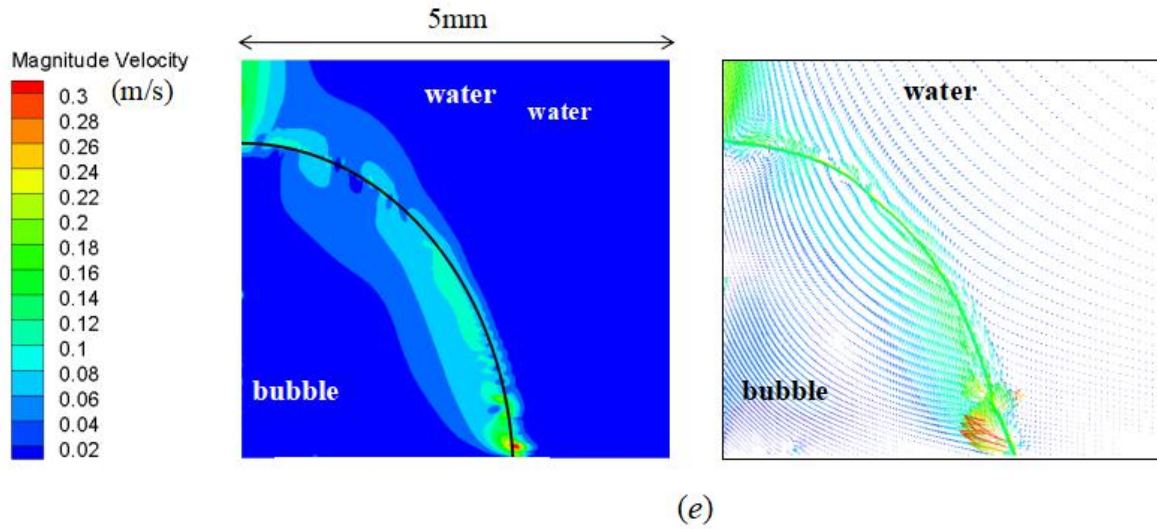 5mm
Magnitude Velocity
(m/s)
0.3
0.28
0.26
0.24
0.22
0.2
0.18
0.16
0.14
0.12
0.1
0.08
0.06
0.04
0.02
water
water
bubble
water
bubble
(e)